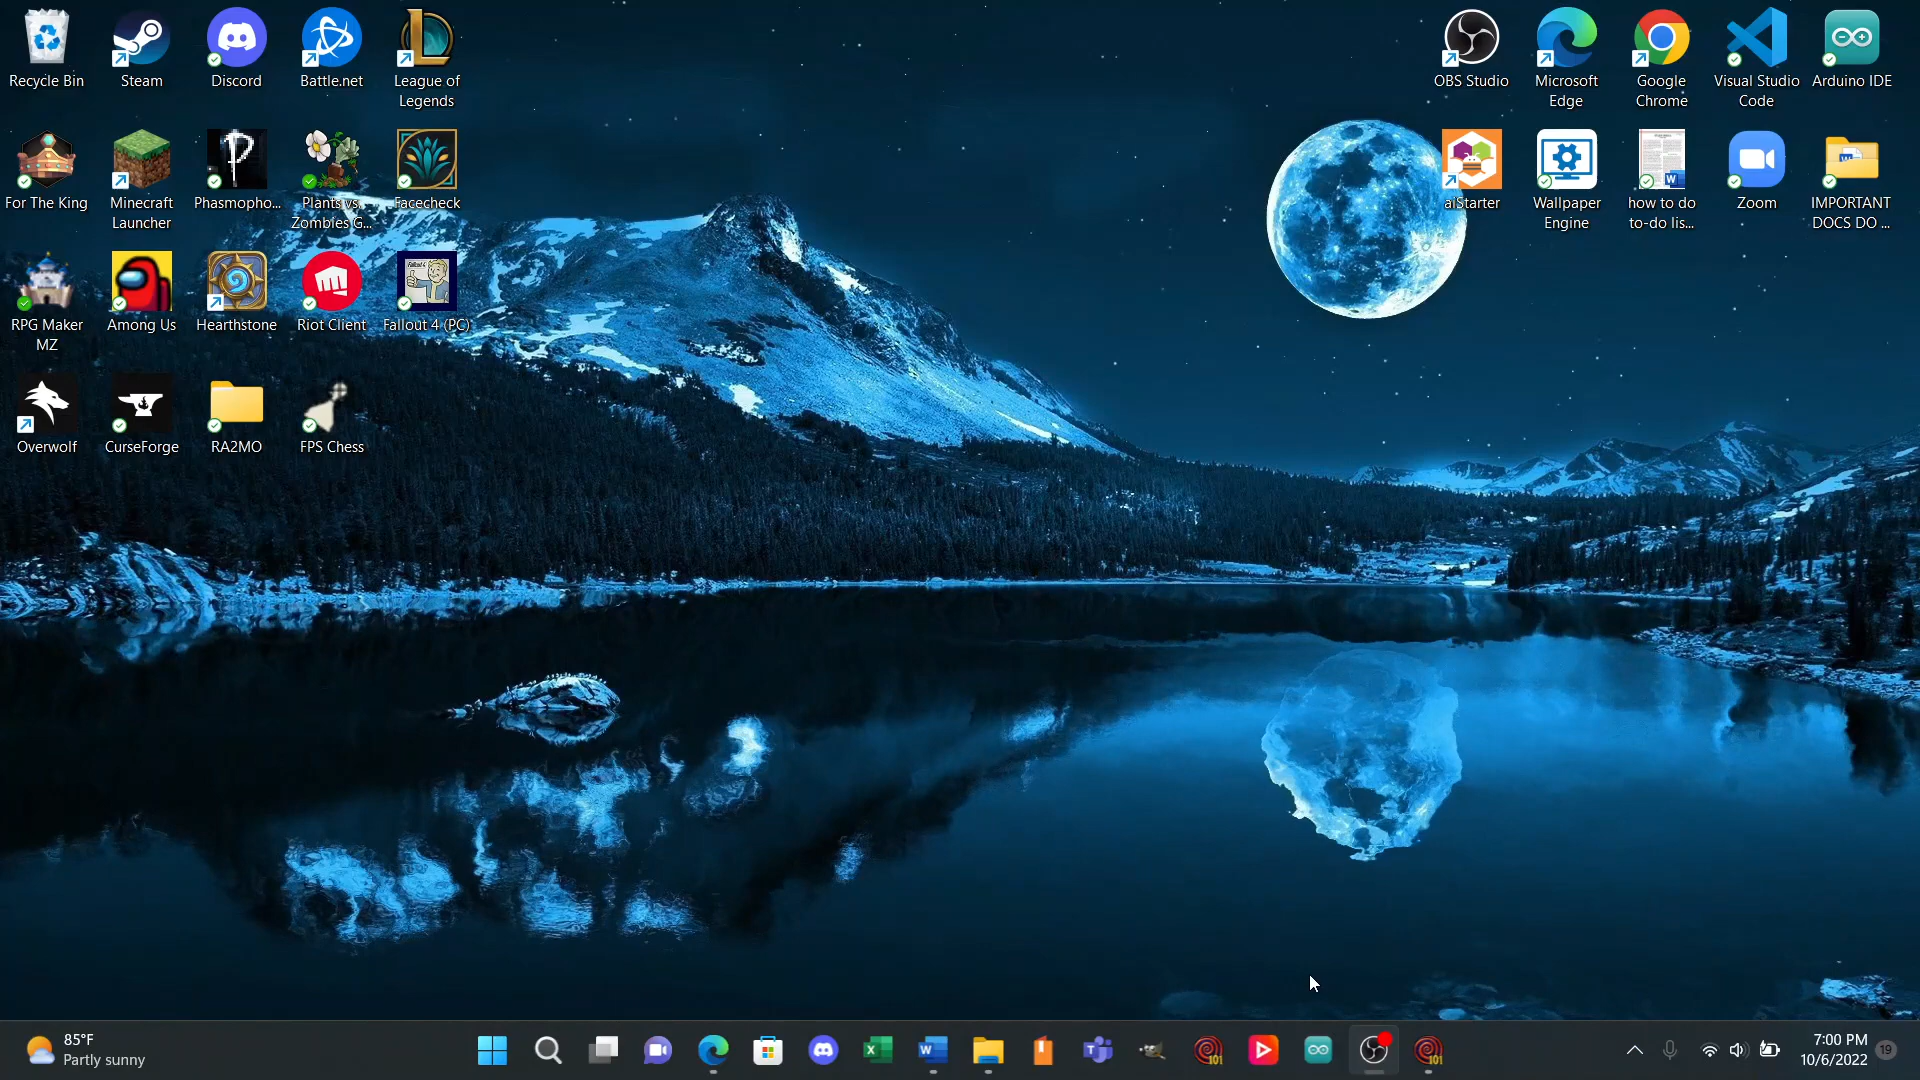 Recycle Bin
Steam
Discord
Battle.net
League of
Legends
OBS Studio
Microsoft
Edge
Google
Chrome
Visual Studio
Code
Arduino IDE
For The King
Minecraft
Launcher
Phasmopho...
Plants vs.
Zombies G...
Facecheck
aiStarter
Wallpaper
Engine
how to do
to-do lis...
Zoom
IMPORTANT
DOCS DO ...
RPG Maker
MZ
Among Us
Hearthstone
Riot Client
Fallout 4 (PC)
Overwolf
CurseForge
RA2MO
FPS Chess
85°F
Partly sunny
101
101
7:00 PM
10/6/2022
19